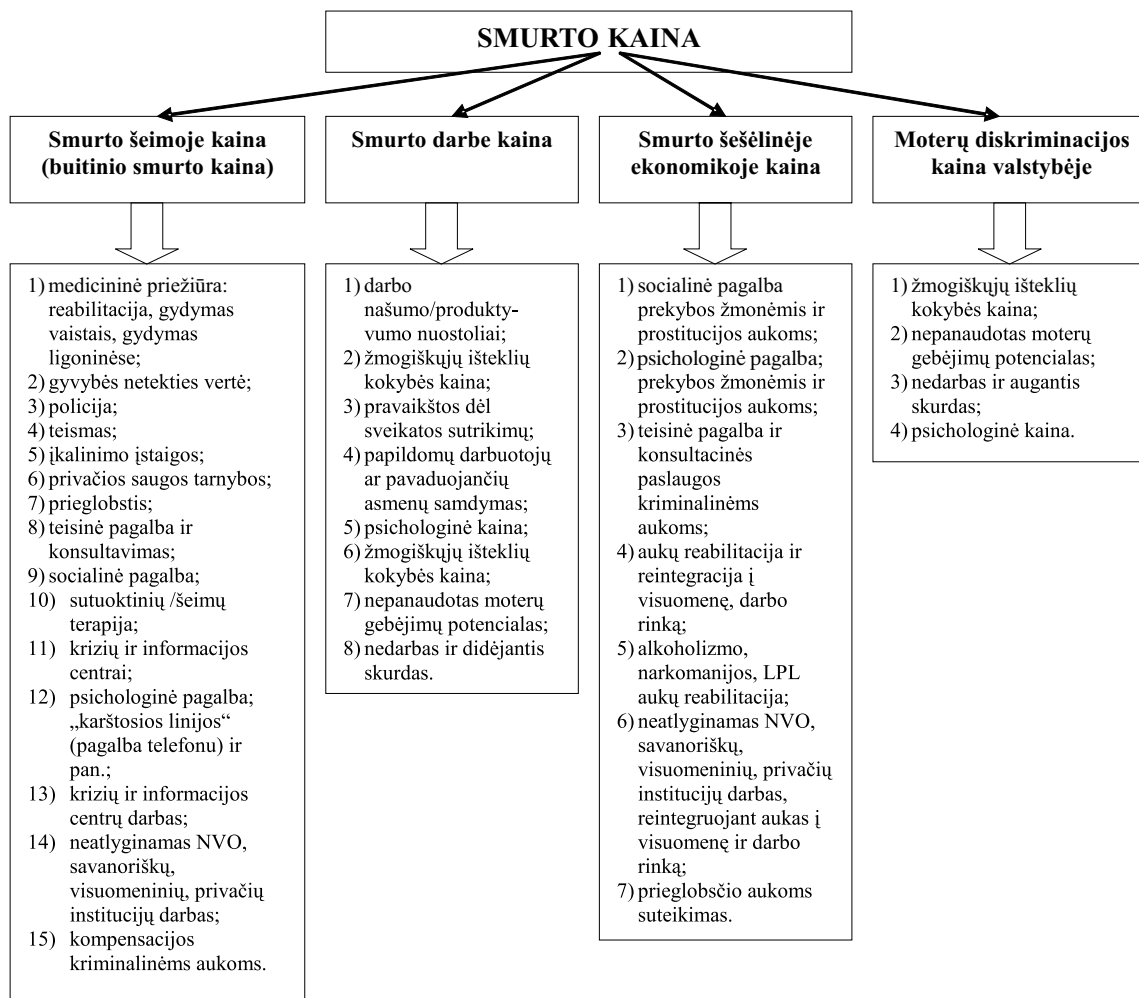 SMURTO KAINA
Smurto šeimoje kaina
(buitinio smurto kaina)
Smurto darbe kaina
Smurto šešėlinėje
ekonomikoje kaina
Moterų diskriminacijos
kaina valstybėje
1) medicininė priežiūra:
reabilitacija, gydymas
vaistais, gydymas
ligoninėse;
2) gyvybės netekties vertė;
3) policija;
4) teismas;
5) įkalinimo įstaigos;
6) privačios saugos tarnybos;
7) prieglobstis;
8) teisinė pagalba ir
konsultavimas;
9) socialinė pagalba;
10) sutuoktinių /šeimų
terapija;
11) krizių ir informacijos
centrai;
12) psichologinė pagalba;
„karštosios linijos“
(pagalba telefonu) ir
pan.;
13) krizių ir informacijos
centrų darbas;
14) neatlyginamas NVO,
savanoriškų,
visuomeninių, privačių
institucijų darbas;
15) kompensacijos
kriminalinėms aukoms.
1) darbo
našumo/produkty-
vumo nuostoliai;
2) žmogiškųjų išteklių
kokybės kaina;
3) pravaikštos dėl
sveikatos sutrikimų;
4) papildomų darbuotojų
ar pavaduojančių
asmenų samdymas;
5) psichologinė kaina;
6) žmogiškųjų išteklių
kokybės kaina;
7) nepanaudotas moterų
gebėjimų potencialas;
8) nedarbas ir didėjantis
skurdas.
1) socialinė pagalba
prekybos žmonėmis ir
prostitucijos aukoms;
2) psichologinė pagalba;
prekybos žmonėmis ir
prostitucijos aukoms;
3) teisinė pagalba ir
konsultacinės
paslaugos
kriminalinėms
aukoms;
4) aukų reabilitacija ir
reintegracija į
visuomenę, darbo
rinką;
5) alkoholizmo,
narkomanijos, LPL
aukų reabilitacija;
6) neatlyginamas NVO,
savanoriškų,
visuomeninių, privačių
institucijų darbas,
reintegruojant aukas į
visuomenę ir darbo
rinką;
7) prieglobsčio aukoms
suteikimas.
1) žmogiškųjų išteklių
kokybės kaina;
2) nepanaudotas moterų
gebėjimų potencialas;
3) nedarbas ir augantis
skurdas;
4) psichologinė kaina.